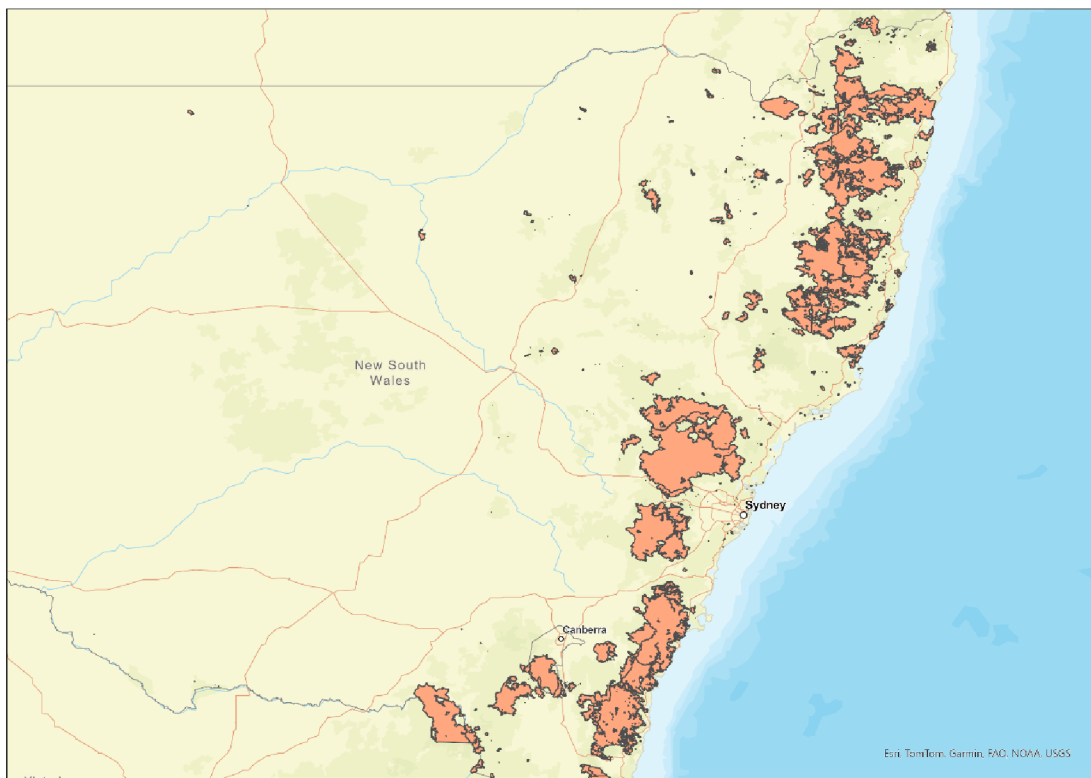 New South
Wales
Sydney
Canberra
Esri, TomTom, Garmin, FAO, NOAA, USGS